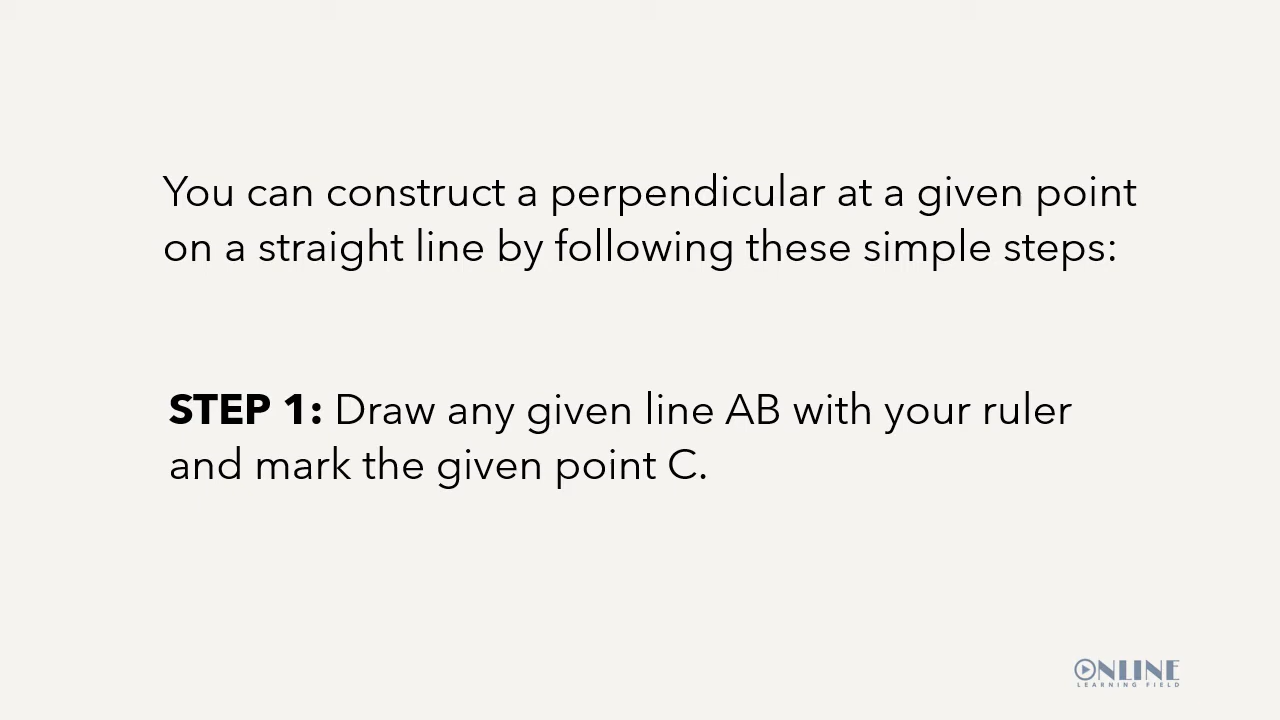 You can construct a perpendicular at a given point
on a straight line by following these simple steps:
STEP 1: Draw any given line AB with your ruler
and mark the given point C.
ONLINE
LEARNING FIELD